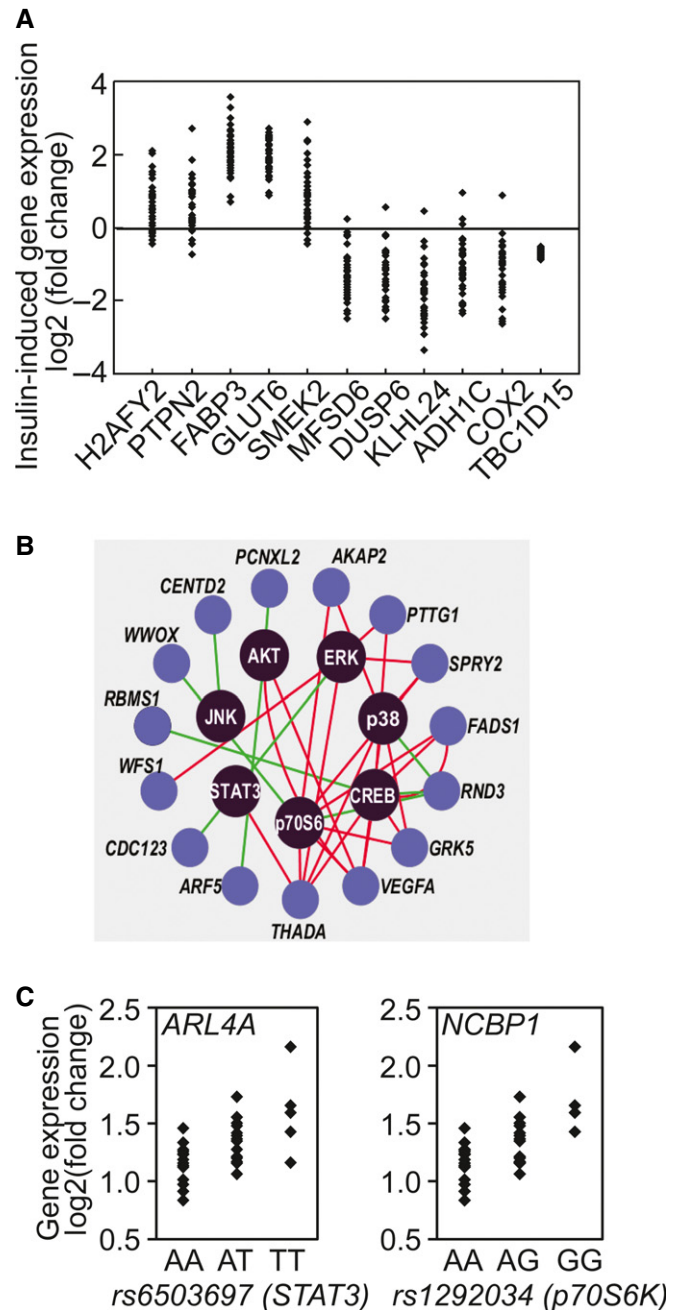 A
Insulin-induced gene expression
log2 (fold change)
4
2
0
−2
−4
H2AFY2
PTPN2
FABP3
GLUT6
SMEK2
MFSD6
DUSP6
KLHL24
ADH1C
COX2
TBC1D15
B
PCNXL2
AKAP2
CENTD2
PTTG1
WWOX
AKT
ERK
SPRY2
RBMS1
JNK
p38
FADS1
WFS1
STAT3
CREB
RND3
p70S6
CDC123
GRK5
ARF5
VEGFA
THADA
C
Gene expression
log2(fold change)
2.5
2.0
1.5
1.0
0.5
ARL4A
AA AT TT
rs6503697 (STAT3)
2.5
2.0
1.5
1.0
0.5
NCBP1
AA AG GG
rs1292034 (p70S6K)